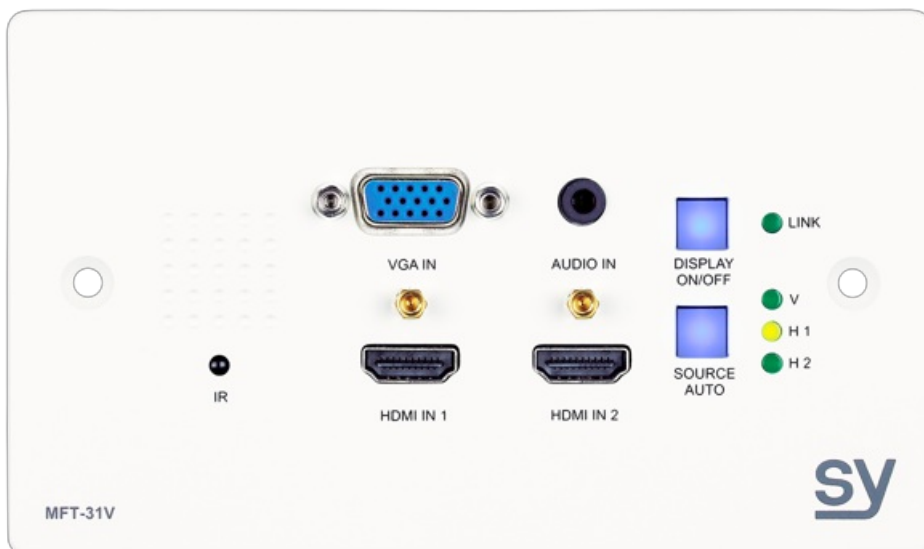 VGA IN
AUDIO IN
DISPLAY
ON/OFF
LINK
V
H 1
H 2
SOURCE
AUTO
IR
HDMI IN 1
HDMI IN 2
MFT-31V
sy